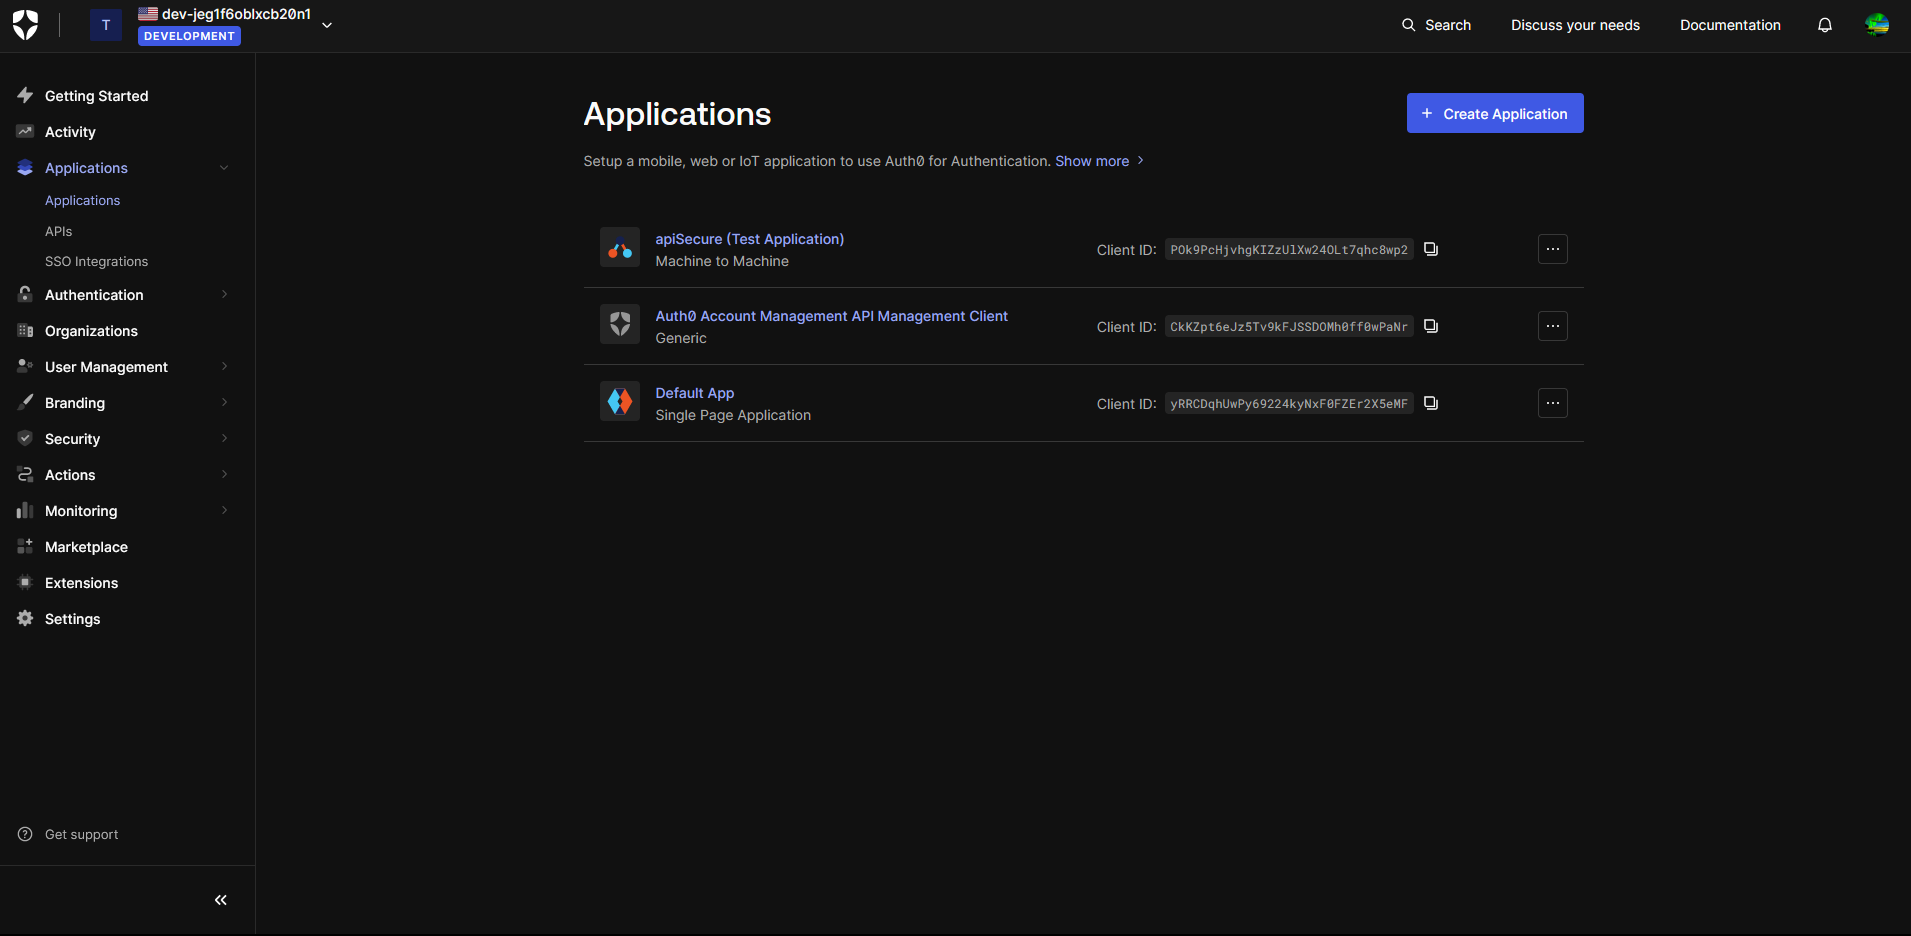 T
dev-jeg1f6oblxcb20n1
DEVELOPMENT
Search
Discuss your needs
Documentation
Getting Started
Activity
Applications
Applications
APIs
SSO Integrations
Authentication
Organizations
User Management
Branding
Security
Actions
Monitoring
Marketplace
Extensions
Settings
Get support
Applications
+ Create Application
Setup a mobile, web or IoT application to use Auth0 for Authentication. Show more
apiSecure (Test Application)
Machine to Machine
Client ID: POk9PcHjvhgKIZzUlXw24OLt7qhc8wp2
Auth0 Account Management API Management Client
Generic
Client ID: CkKZpt6eJz5Tv9kFJSSDOMh0ff0wPaNr
Default App
Single Page Application
Client ID: yRRCDqhUwPy69224kyNxF0FZEr2X5eMF